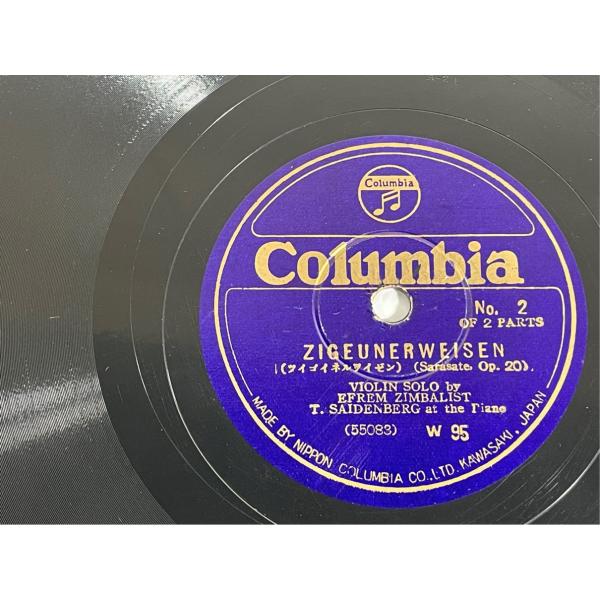 Columbia
Columbia
No. 2
OF 2 PARTS
ZIGEUNERWEISEN
(ツイゴイネルワイゼン) (Sarasate, Op. 20)
VIOLIN SOLO by
EFREM ZIMBALIST
T. SAIDENBERG at the Piano
(55083) W 95
MADE BY NIPPON COLUMBIA CO., LTD. KAWASAKI, JAPAN